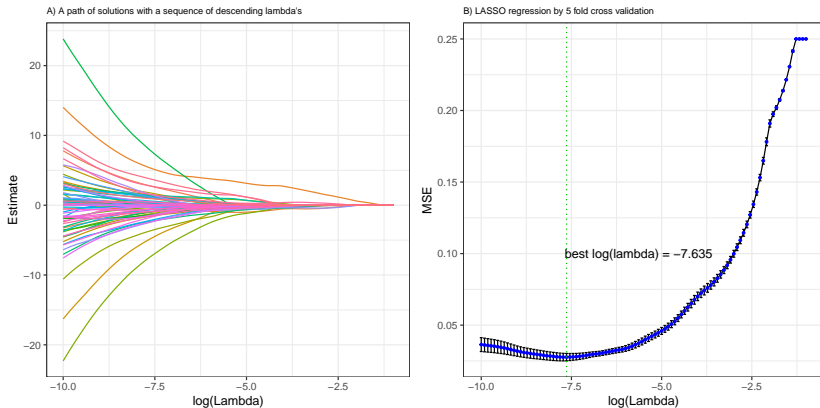 A) A path of solutions with a sequence of descending lambda's
20
10
0
−10
−20
Estimate
−10.0
−7.5
−5.0
−2.5
log(Lambda)
B) LASSO regression by 5 fold cross validation
0.25
0.20
0.15
0.10
0.05
MSE
best log(lambda) = −7.635
−10.0
−7.5
−5.0
−2.5
log(Lambda)